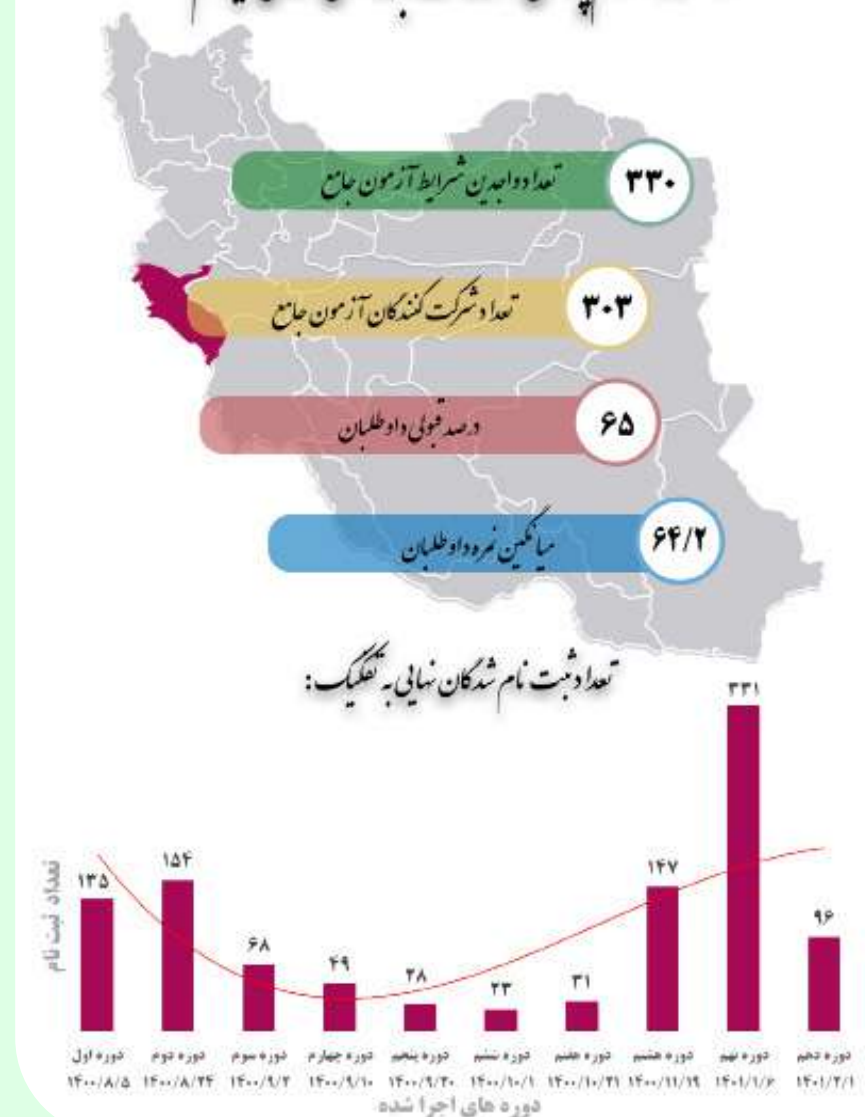 ۳۳۰ تعداد واجدین شرایط آزمون جامع
۳۰۳ تعداد شرکت کنندگان آزمون جامع
۶۵ درصد قبولی داوطلبان
۶۴/۲ میانگین نمره داوطلبان
تعداد ثبت نام شدگان نهایی به تفکیک :
تعداد ثبت نام
۱۳۵ ۱۵۴ ۶۸ ۴۹ ۲۸ ۲۳ ۳۱ ۱۴۷ ۳۳۱ ۹۶
دوره اول دوره دوم دوره سوم دوره چهارم دوره پنجم دوره ششم دوره هفتم دوره هشتم دوره نهم دوره دهم
۱۴۰۰/۸/۵ ۱۴۰۰/۸/۲۴ ۱۴۰۰/۹/۲ ۱۴۰۰/۹/۱۰ ۱۴۰۰/۹/۲۰ ۱۴۰۰/۱۰/۱ ۱۴۰۰/۱۰/۲۱ ۱۴۰۰/۱۱/۱۹ ۱۴۰۱/۱/۶ ۱۴۰۱/۲/۱
دوره های اجرا شده